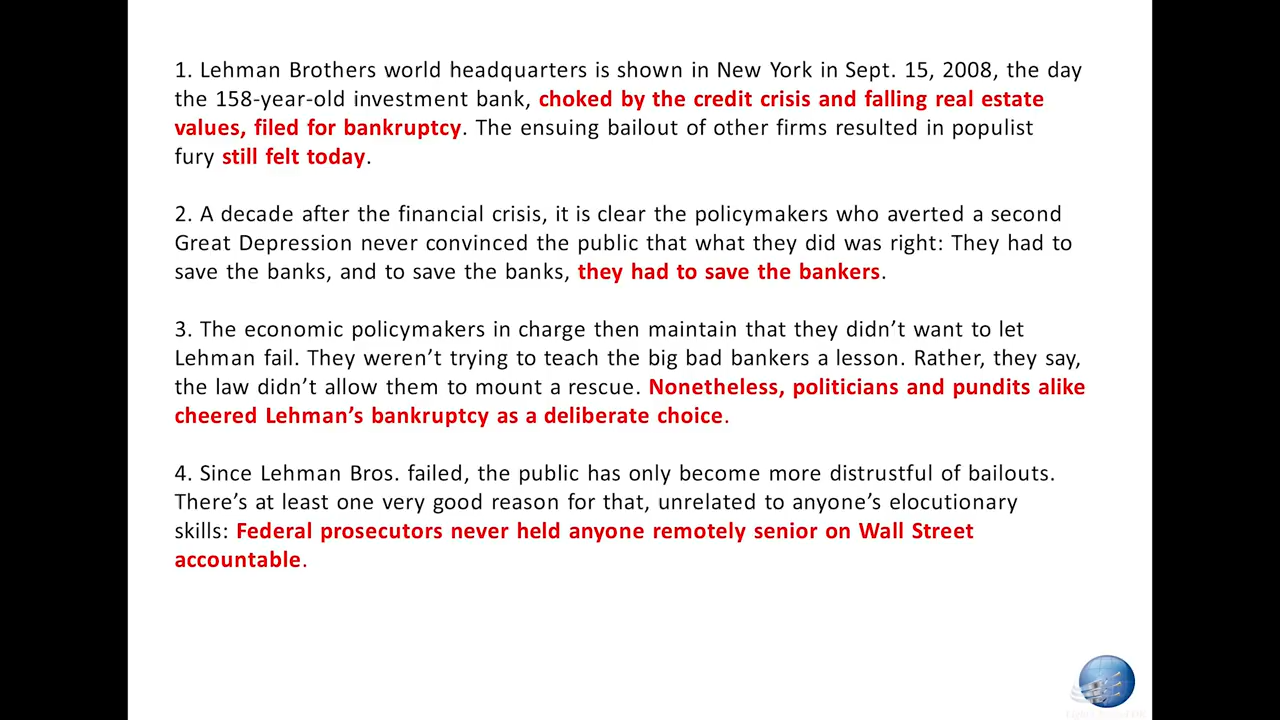 1. Lehman Brothers world headquarters is shown in New York in Sept. 15, 2008, the day
the 158-year-old investment bank, choked by the credit crisis and falling real estate
values, filed for bankruptcy. The ensuing bailout of other firms resulted in populist
fury still felt today.
2. A decade after the financial crisis, it is clear the policymakers who averted a second
Great Depression never convinced the public that what they did was right: They had to
save the banks, and to save the banks, they had to save the bankers.
3. The economic policymakers in charge then maintain that they didn’t want to let
Lehman fail. They weren’t trying to teach the big bad bankers a lesson. Rather, they say,
the law didn’t allow them to mount a rescue. Nonetheless, politicians and pundits alike
cheered Lehman’s bankruptcy as a deliberate choice.
4. Since Lehman Bros. failed, the public has only become more distrustful of bailouts.
There’s at least one very good reason for that, unrelated to anyone’s elocutionary
skills: Federal prosecutors never held anyone remotely senior on Wall Street
accountable.